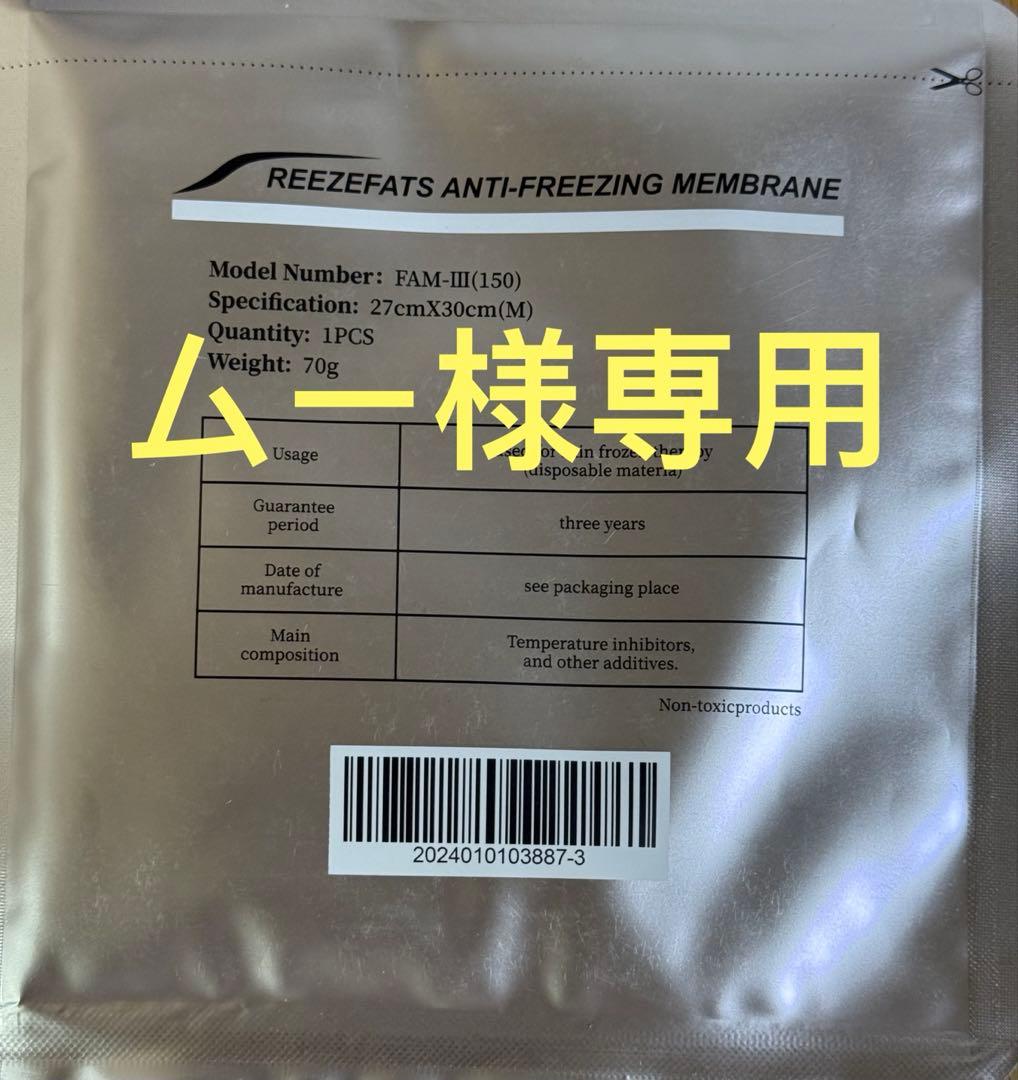 REEZEFATS ANTI-FREEZING MEMBRANE
Model Number: FAM-III(150)
Specification: 27cmX30cm(M)
Quantity: 1PCS
Weight: 70g
ムー様専用
Usage
(disposable materia)
Guarantee
period
three years
Date of
manufacture
see packaging place
Main
composition
Temperature inhibitors,
and other additives.
Non-toxicproducts
2024010103887-3